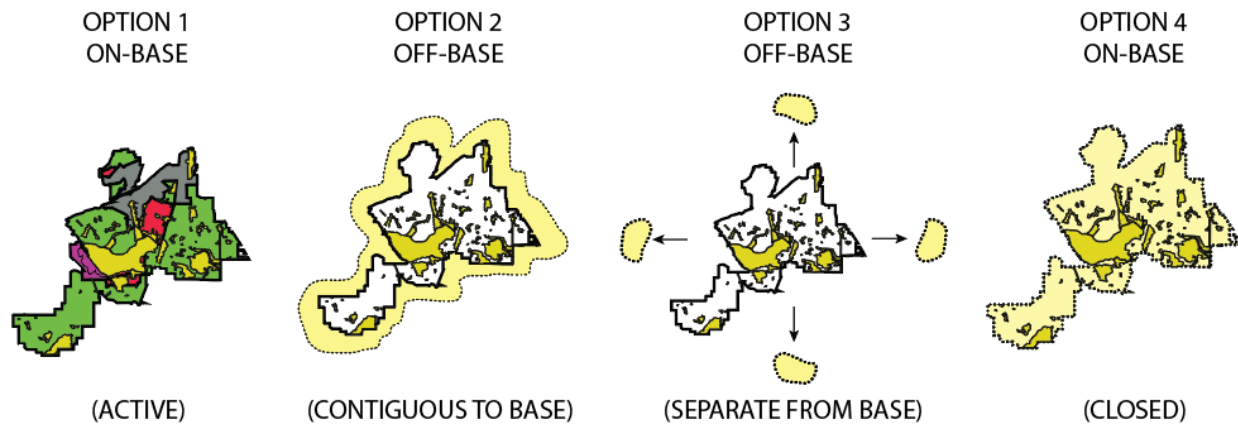 OPTION 1
ON-BASE
OPTION 2
OFF-BASE
OPTION 3
OFF-BASE
OPTION 4
ON-BASE
(ACTIVE)
(CONTIGUOUS TO BASE)
(SEPARATE FROM BASE)
(CLOSED)